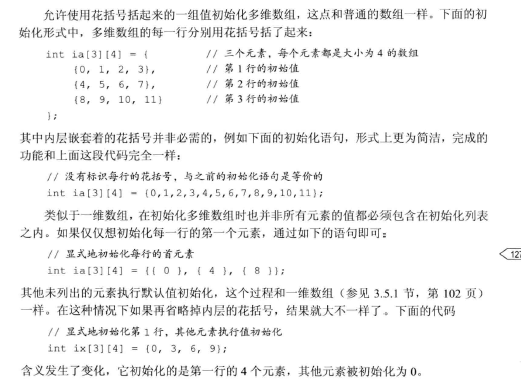 允许使用花括号括起来的一组值初始化多维数组，这点和普通的数组一样。下面的初
始化形式中，多维数组的每一行分别用花括号括了起来：
int ia[3][4] = { // 三个元素，每个元素都是大小为 4 的数组
{0, 1, 2, 3}, // 第 1 行的初始值
{4, 5, 6, 7}, // 第 2 行的初始值
{8, 9, 10, 11} // 第 3 行的初始值
};
其中内层嵌套着的花括号并非必需的，例如下面的初始化语句，形式上更为简洁，完成的
功能和上面这段代码完全一样：
// 没有标识每行的花括号，与之前的初始化语句是等价的
int ia[3][4] = {0,1,2,3,4,5,6,7,8,9,10,11};
类似于一维数组，在初始化多维数组时也并非所有元素的值都必须包含在初始化列表
之内。如果仅仅想初始化每一行的第一个元素，通过如下的语句即可：
// 显式地初始化每行的首元素
int ia[3][4] = {{ 0 }, { 4 }, { 8 }};
127
其他未列出的元素执行默认值初始化，这个过程和一维数组（参见 3.5.1 节，第 102 页）
一样。在这种情况下如果再省略掉内层的花括号，结果就大不一样了。下面的代码
// 显式地初始化第 1 行，其他元素执行值初始化
int ix[3][4] = {0, 3, 6, 9};
含义发生了变化，它初始化的是第一行的 4 个元素，其他元素被初始化为 0。